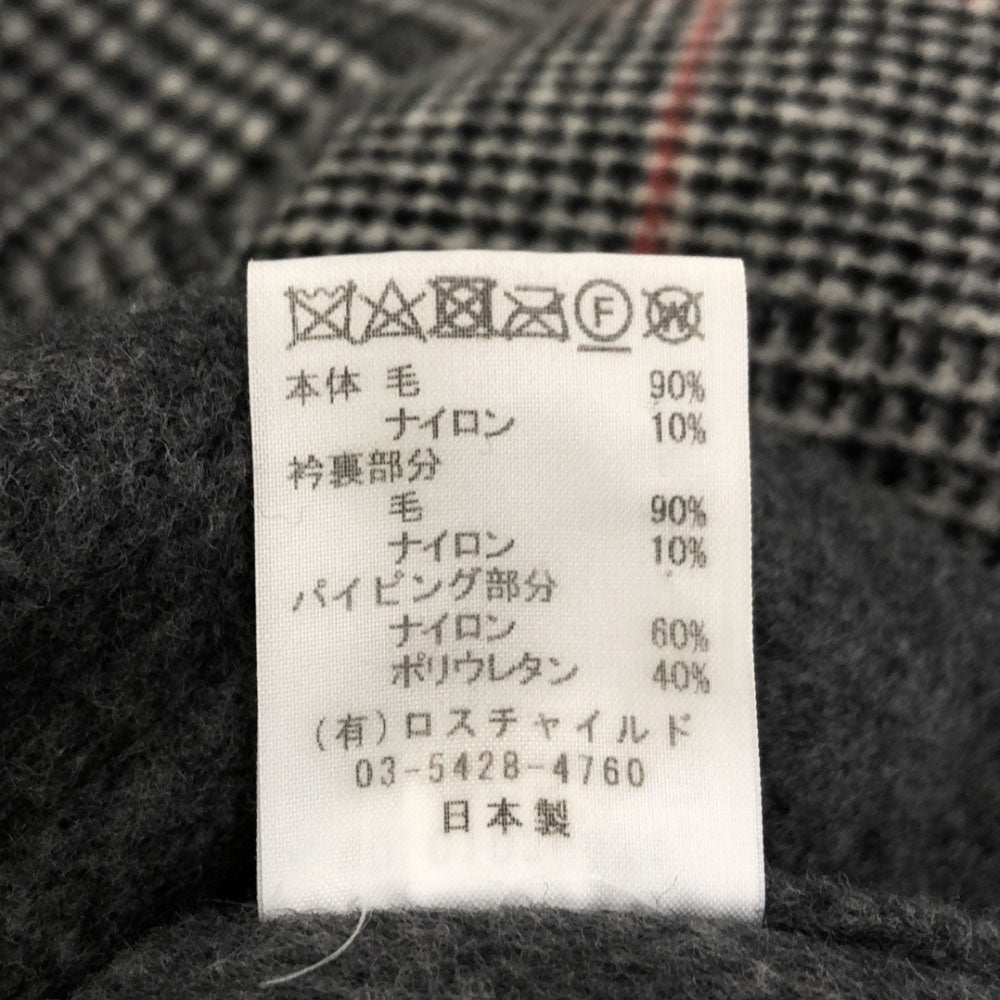 F W
本体 毛 90%
ナイロン 10%
衿裏部分
毛 90%
ナイロン 10%
パイピング部分
ナイロン 60%
ポリウレタン 40%
(有)ロスチャイルド
03-5428-4760
日本製